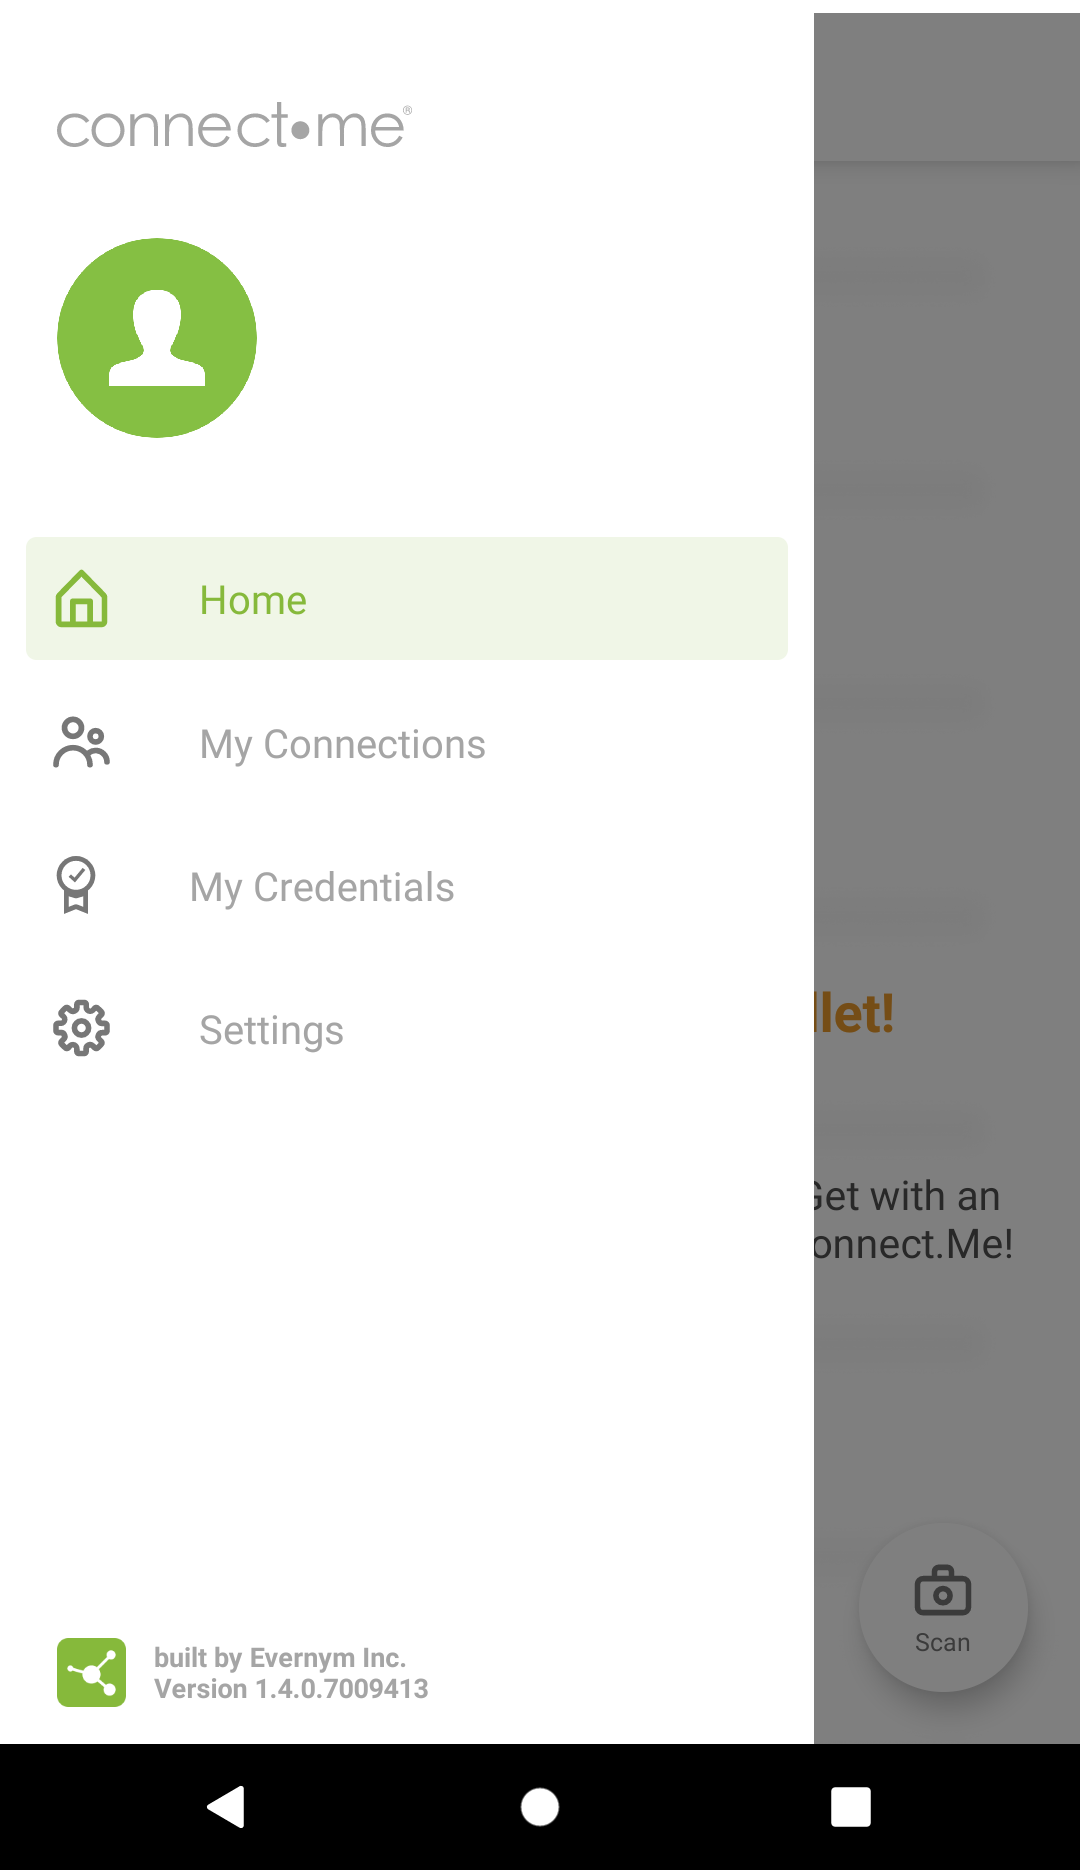 connect•me®
Home
My Connections
My Credentials
Settings
llet!
Get with an
onnect.Me!
Scan
built by Evernym Inc.
Version 1.4.0.7009413